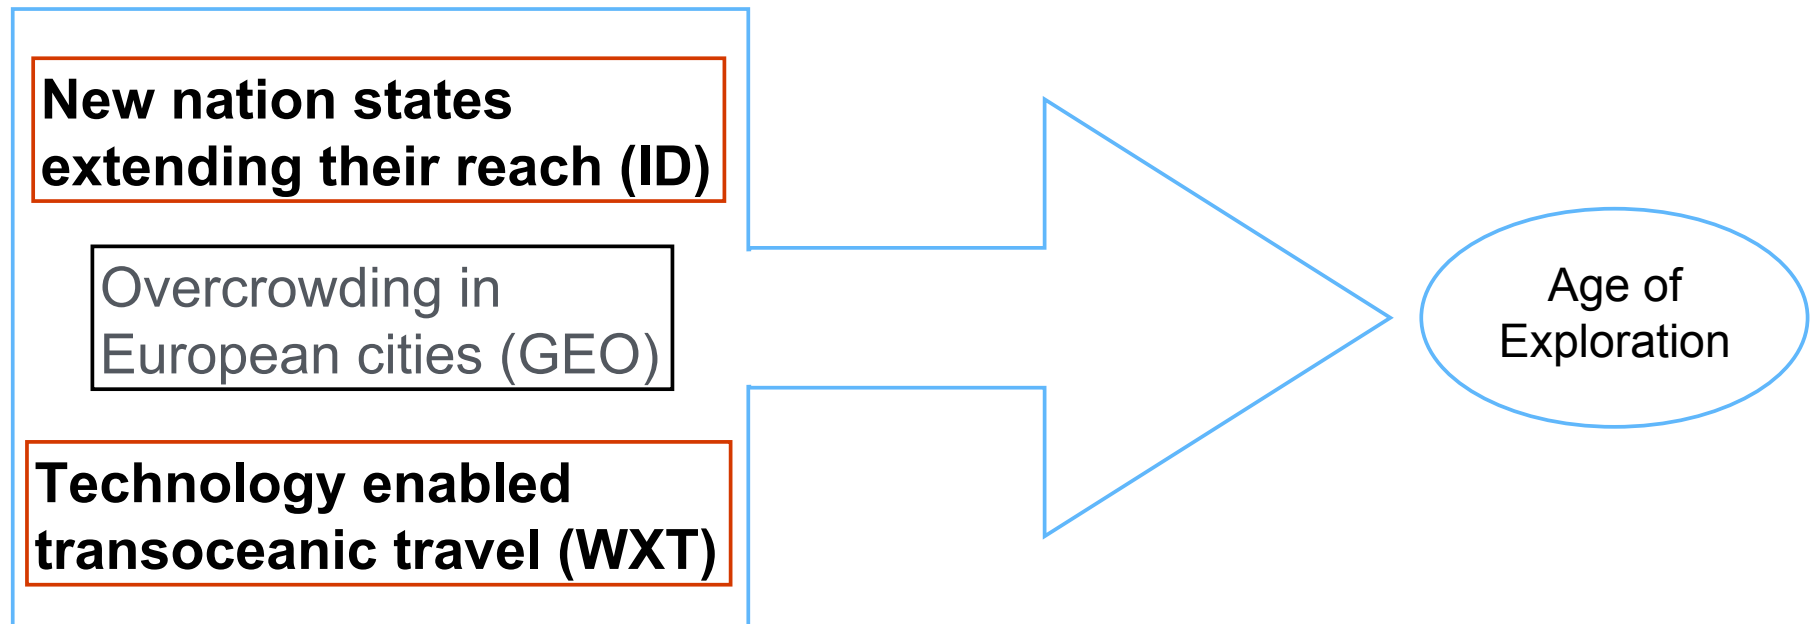 New nation states
extending their reach (ID)
Overcrowding in
European cities (GEO)
Technology enabled
transoceanic travel (WXT)
Age of
Exploration